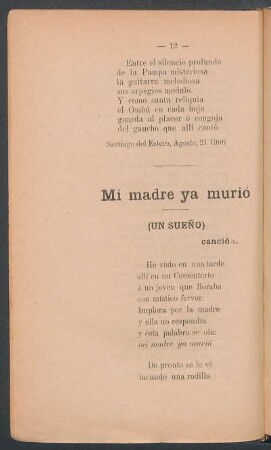 — 12 —
Entre el silencio profundo
de la Pampa misteriosa
la guitarra melodiosa
sus arpégios moduló.
Y como santa reliquia
el Ombú en cada hoja
guarda al placer ó congoja
del gaucho que allí cantó
Santiago del Estero, Agosto, 21 1906
Mi madre ya murió
(UN SUEÑO)
canción.
He visto en una tarde
allí en un Cementerio
á un joven que lloraba
con místico fervor.
Implora por la madre
y ella no respondía
y ésta palabra se oía:
mi madre ya murió
De pronto se le vé
incando una rodilla